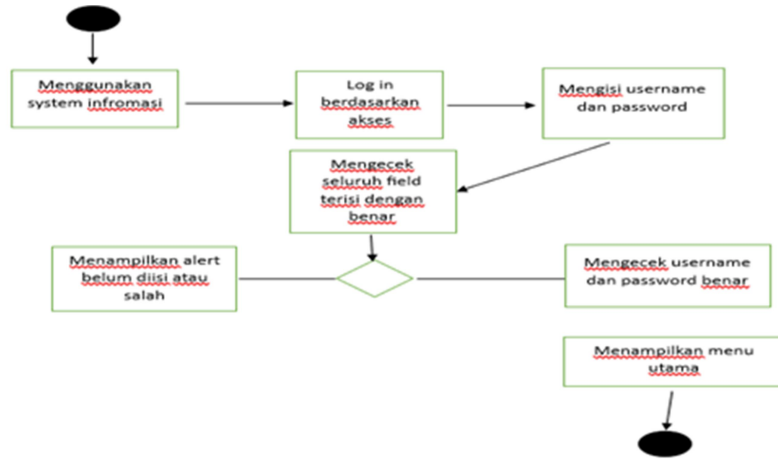 Menggunakan
system infromasi
Log in
berdasarkan
akses
Mengisi username
dan password
Mengecek
seluruh field
terisi dengan
benar
Menampilkan alert
belum diisi atau
salah
Mengecek username
dan password benar
Menampilkan menu
utama